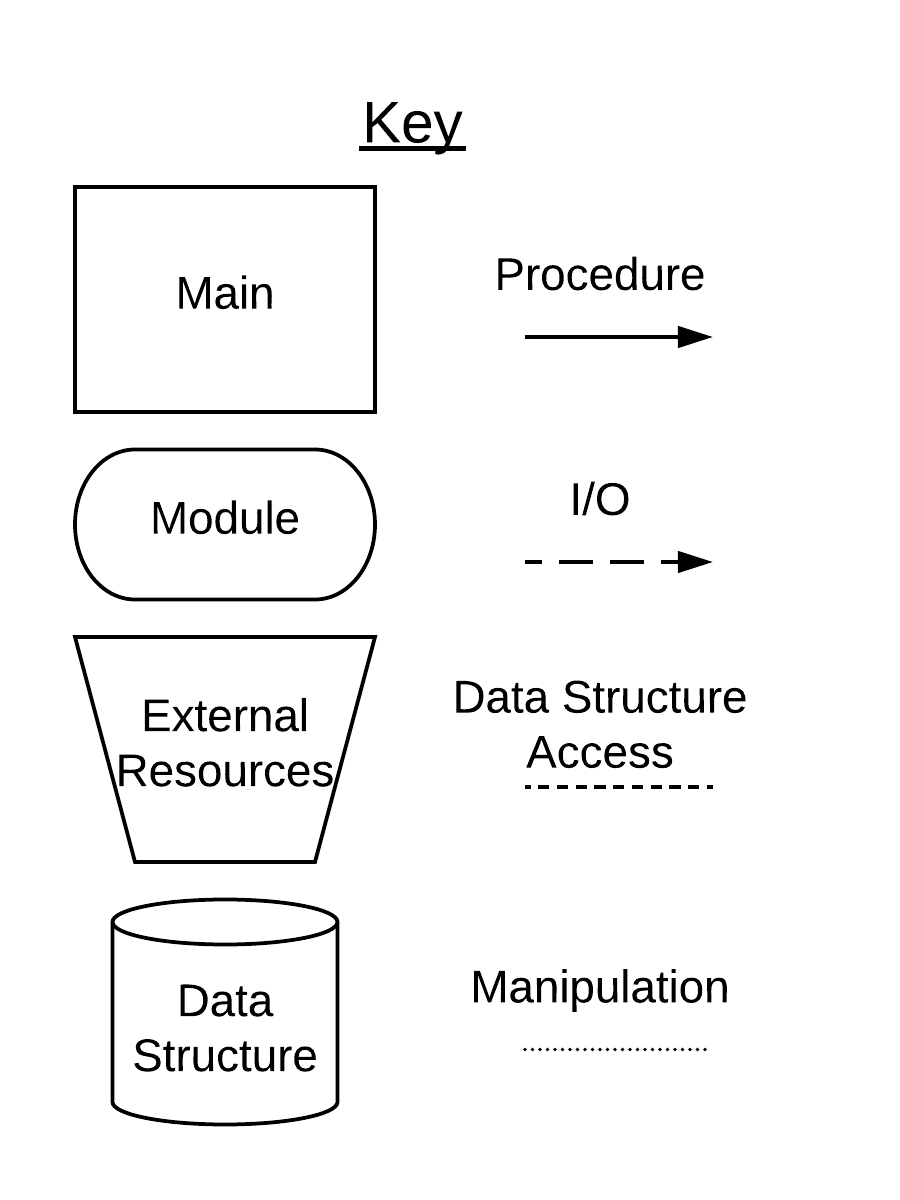 Key
Main
Procedure
Module
I/O
External
Resources
Data Structure
Access
Data
Structure
Manipulation